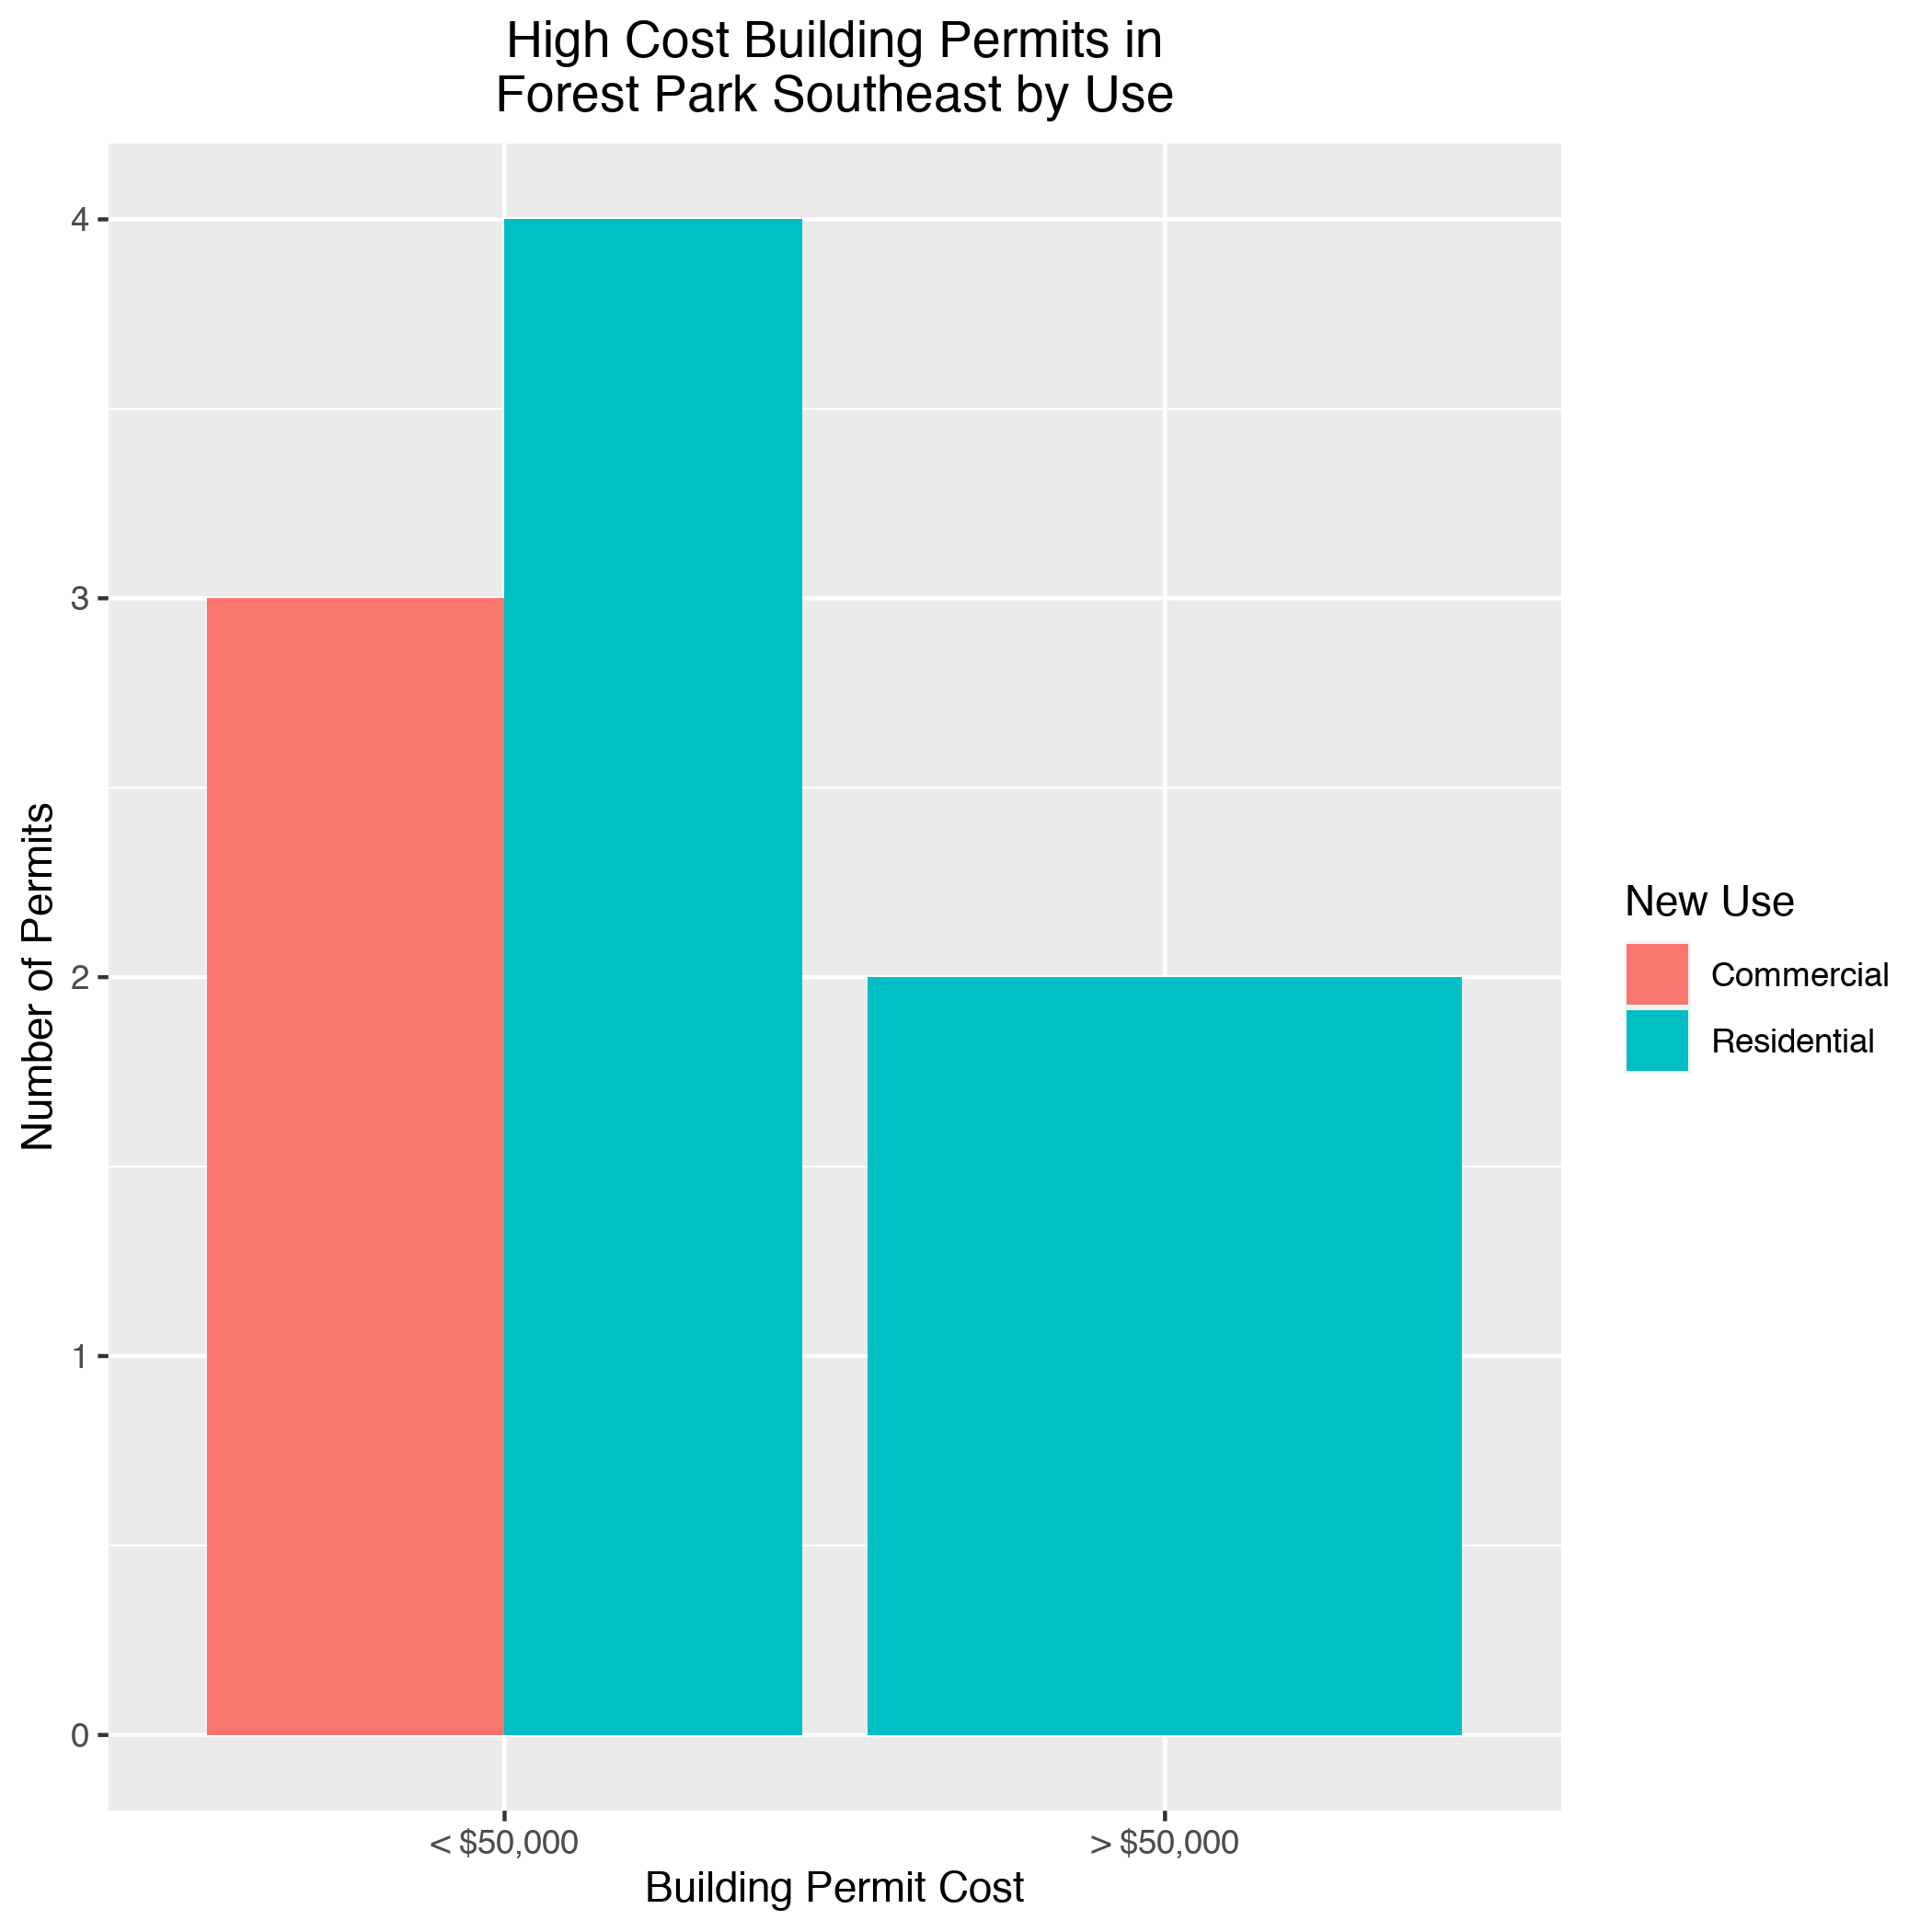 High Cost Building Permits in
Forest Park Southeast by Use
Number of Permits
4
3
2
1
0
< $50,000
> $50,000
Building Permit Cost
New Use
Commercial
Residential